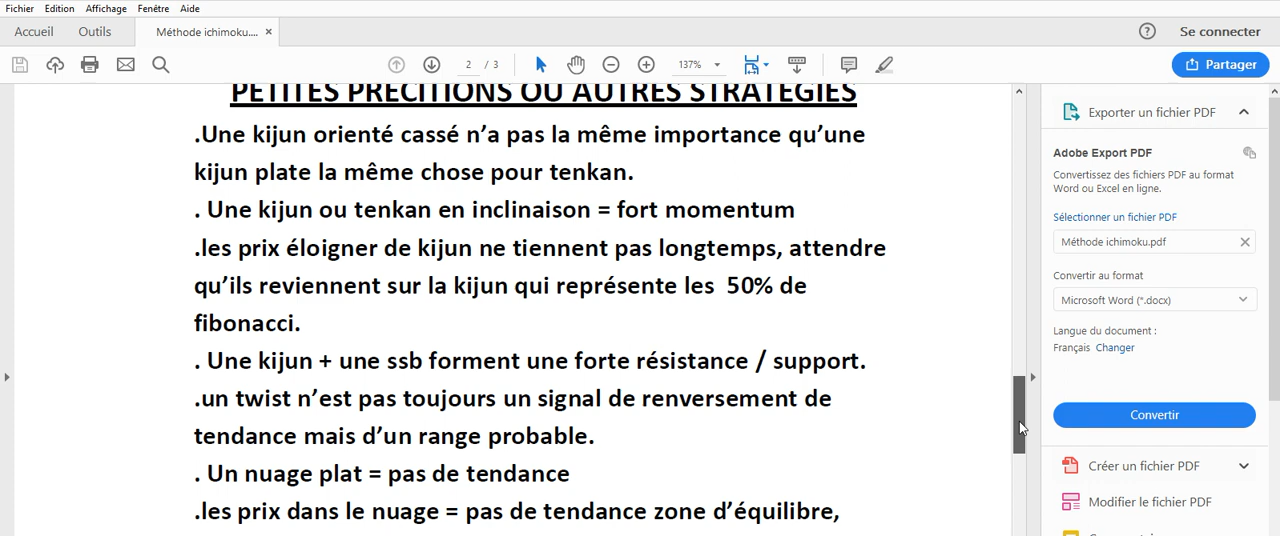 Fichier Edition Affichage Fenêtre Aide
Accueil Outils Méthode ichimoku.... × Se connecter
2 / 3 137% Partager
PETITES PRECITIONS OU AUTRES STRATEGIES
.Une kijun orienté cassé n’a pas la même importance qu’une
kijun plate la même chose pour tenkan.
. Une kijun ou tenkan en inclinaison = fort momentum
.les prix éloigner de kijun ne tiennent pas longtemps, attendre
qu’ils reviennent sur la kijun qui représente les 50% de
fibonacci.
. Une kijun + une ssb forment une forte résistance / support.
.un twist n’est pas toujours un signal de renversement de
tendance mais d’un range probable.
. Un nuage plat = pas de tendance
.les prix dans le nuage = pas de tendance zone d’équilibre,
Exporter un fichier PDF
Adobe Export PDF
Convertissez des fichiers PDF au format
Word ou Excel en ligne.
Sélectionner un fichier PDF
Méthode ichimoku.pdf
Convertir au format
Microsoft Word (*.docx)
Langue du document :
Français Changer
Convertir
Créer un fichier PDF
Modifier le fichier PDF